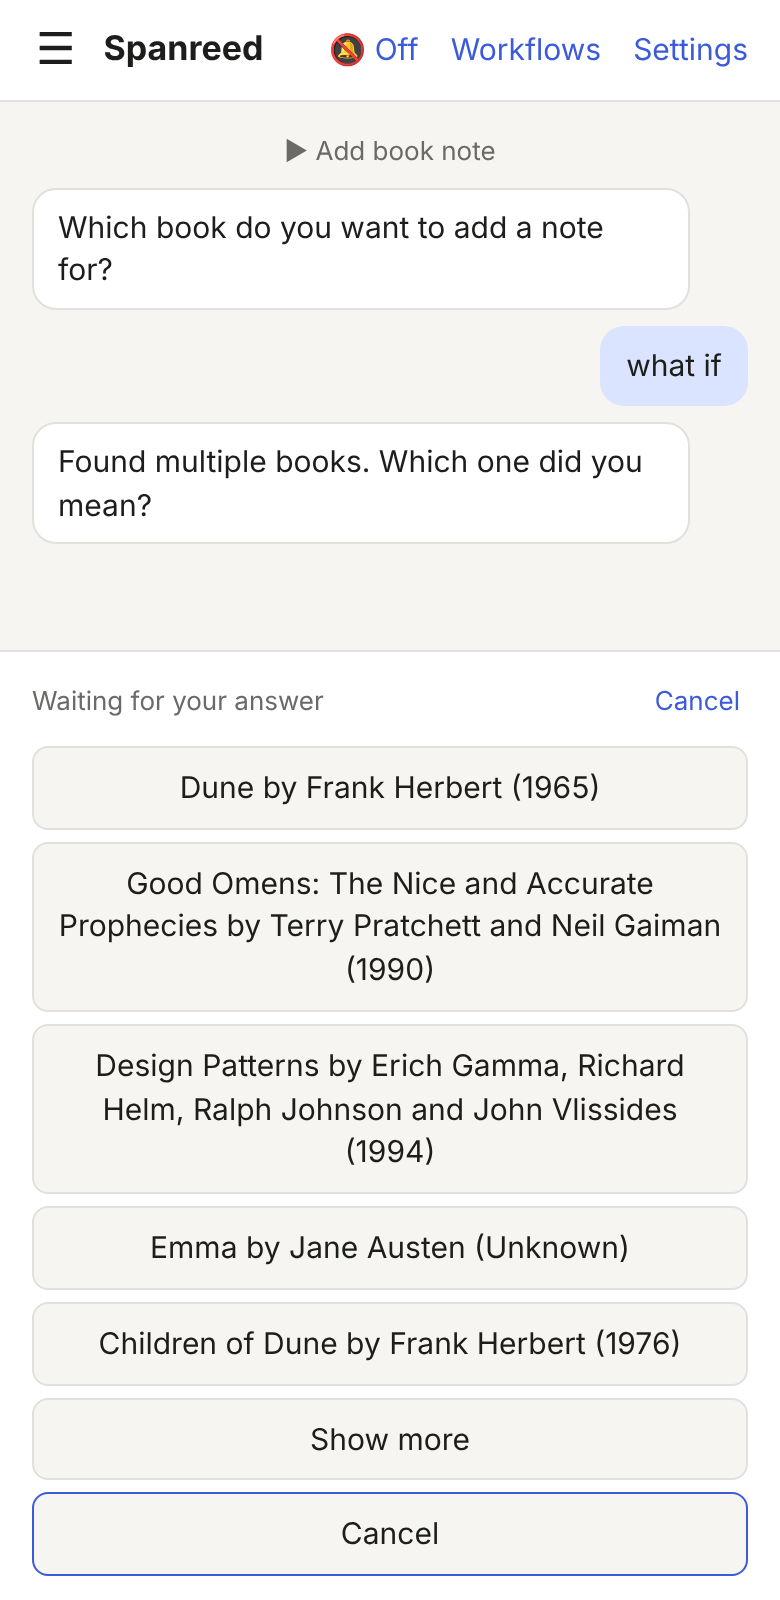 ☰ Spanreed 🔕 Off Workflows Settings
▶ Add book note
Which book do you want to add a note
for?
what if
Found multiple books. Which one did you
mean?
Waiting for your answer Cancel
Dune by Frank Herbert (1965)
Good Omens: The Nice and Accurate
Prophecies by Terry Pratchett and Neil Gaiman
(1990)
Design Patterns by Erich Gamma, Richard
Helm, Ralph Johnson and John Vlissides
(1994)
Emma by Jane Austen (Unknown)
Children of Dune by Frank Herbert (1976)
Show more
Cancel